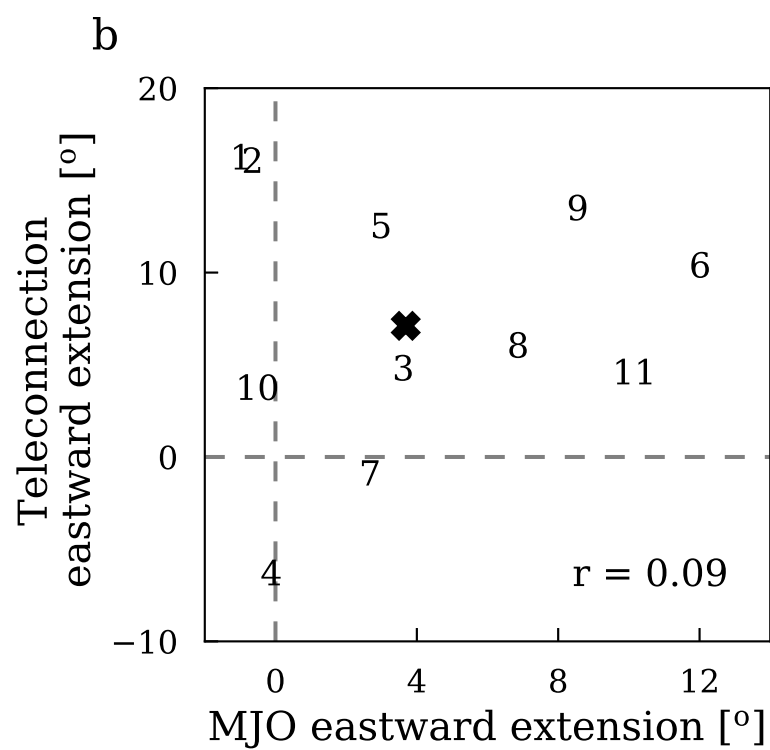 b
20
10
0
−10
Teleconnection
eastward extension [º]
1
2
5
9
6
8
3
11
10
7
4
r = 0.09
0 4 8 12
MJO eastward extension [º]